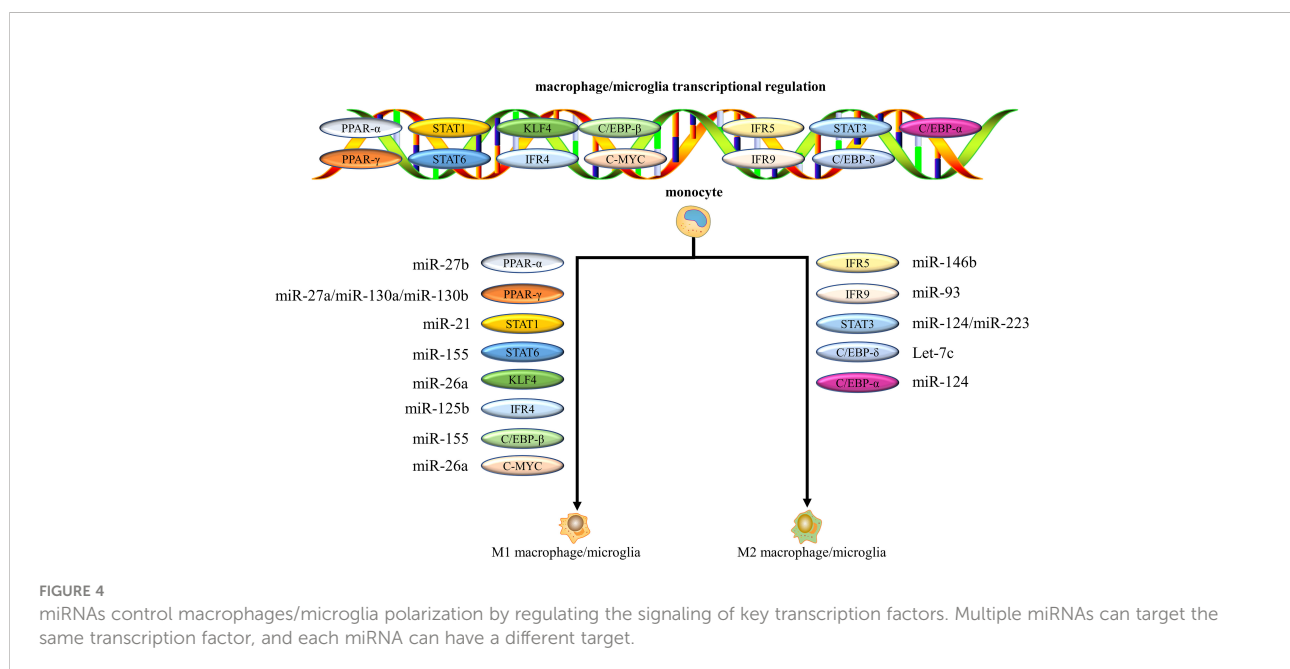 macrophage/microglia transcriptional regulation
PPAR-α STAT1 KLF4 C/EBP-β IFR5 STAT3 C/EBP-α
PPAR-γ STAT6 IFR4 C-MYC IFR9 C/EBP-δ
monocyte
miR-27b PPAR-α
miR-27a/miR-130a/miR-130b PPAR-γ
miR-21 STAT1
miR-155 STAT6
miR-26a KLF4
miR-125b IFR4
miR-155 C/EBP-β
miR-26a C-MYC
IFR5 miR-146b
IFR9 miR-93
STAT3 miR-124/miR-223
C/EBP-δ Let-7c
C/EBP-α miR-124
M1 macrophage/microglia
M2 macrophage/microglia
FIGURE 4
miRNAs control macrophages/microglia polarization by regulating the signaling of key transcription factors. Multiple miRNAs can target the
same transcription factor, and each miRNA can have a different target.